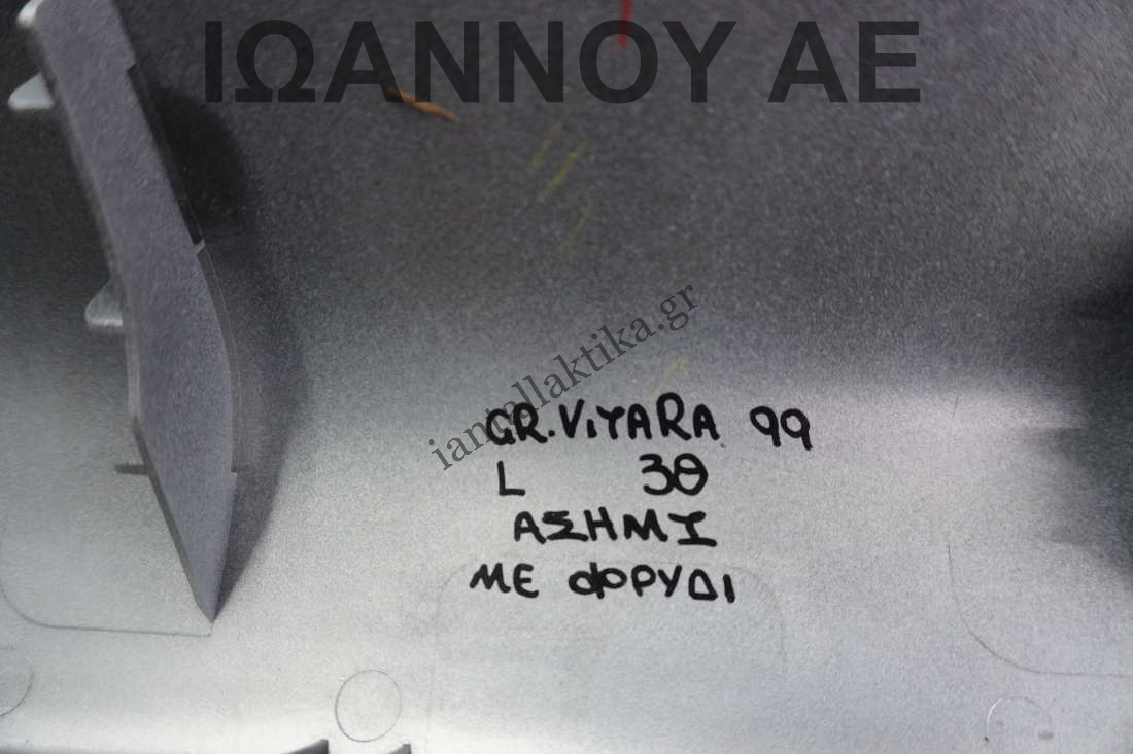 ΙΩΑΝΝΟΥ ΑΕ
iantallaktika.gr
GR.ViTARA 99
L 3Θ
ΑΣΗΜΙ
ΜΕ ΦΡΥΔΙ